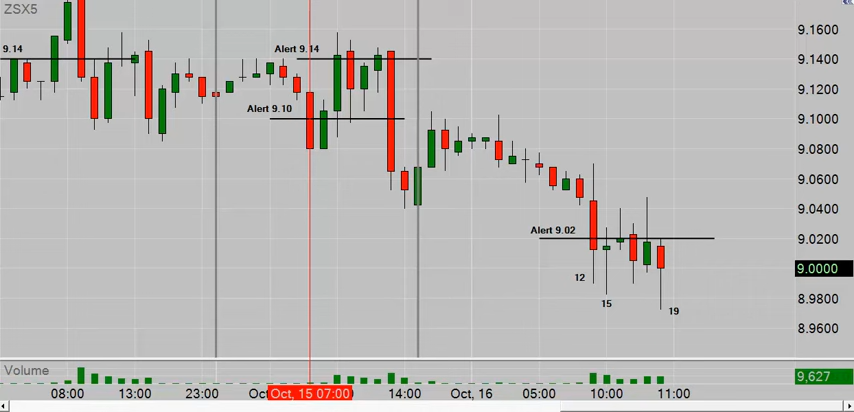 ZSX5
9.1600
9.14
Alert 9.14
9.1400
9.1200
Alert 9.10
9.1000
9.0800
9.0600
9.0400
Alert 9.02
9.0200
9.0000
12
15
8.9800
19
8.9600
Volume
9,627
08:00 13:00 23:00 Oct Oct, 15 07:00 14:00 Oct, 16 05:00 10:00 11:00